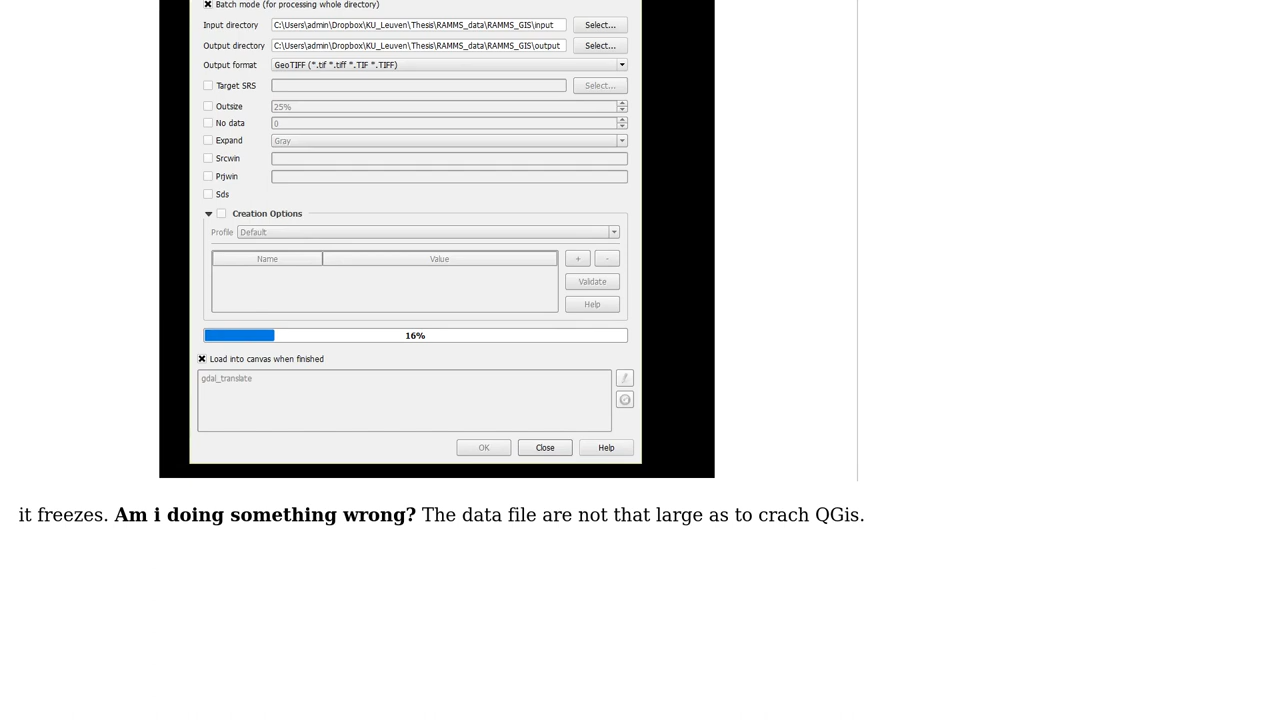 Batch mode (for processing whole directory)
Input directory C:\Users\admin\Dropbox\KU_Leuven\Thesis\RAMMS_data\RAMMS_GIS\input Select...
Output directory C:\Users\admin\Dropbox\KU_Leuven\Thesis\RAMMS_data\RAMMS_GIS\output Select...
Output format GeoTIFF (*.tif *.tiff *.TIF *.TIFF)
Target SRS Select...
Outsize 25%
No data 0
Expand Gray
Srcwin
Prjwin
Sds
Creation Options
Profile Default
Name Value + -
Validate
Help
16%
Load into canvas when finished
gdal_translate
OK Close Help
it freezes. Am i doing something wrong? The data file are not that large as to crach QGis.